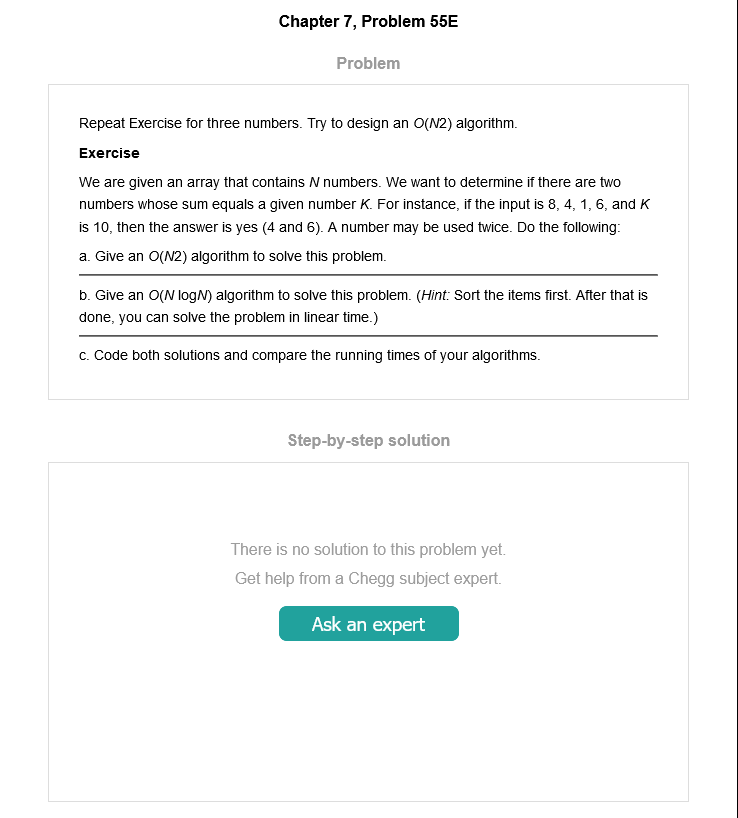 Chapter 7, Problem 55E
Problem
Repeat Exercise for three numbers. Try to design an O(N2) algorithm.
Exercise
We are given an array that contains N numbers. We want to determine if there are two
numbers whose sum equals a given number K. For instance, if the input is 8, 4, 1, 6, and K
is 10, then the answer is yes (4 and 6). A number may be used twice. Do the following:
a. Give an O(N2) algorithm to solve this problem.
b. Give an O(N logN) algorithm to solve this problem. (Hint: Sort the items first. After that is
done, you can solve the problem in linear time.)
c. Code both solutions and compare the running times of your algorithms.
Step-by-step solution
There is no solution to this problem yet.
Get help from a Chegg subject expert.
Ask an expert